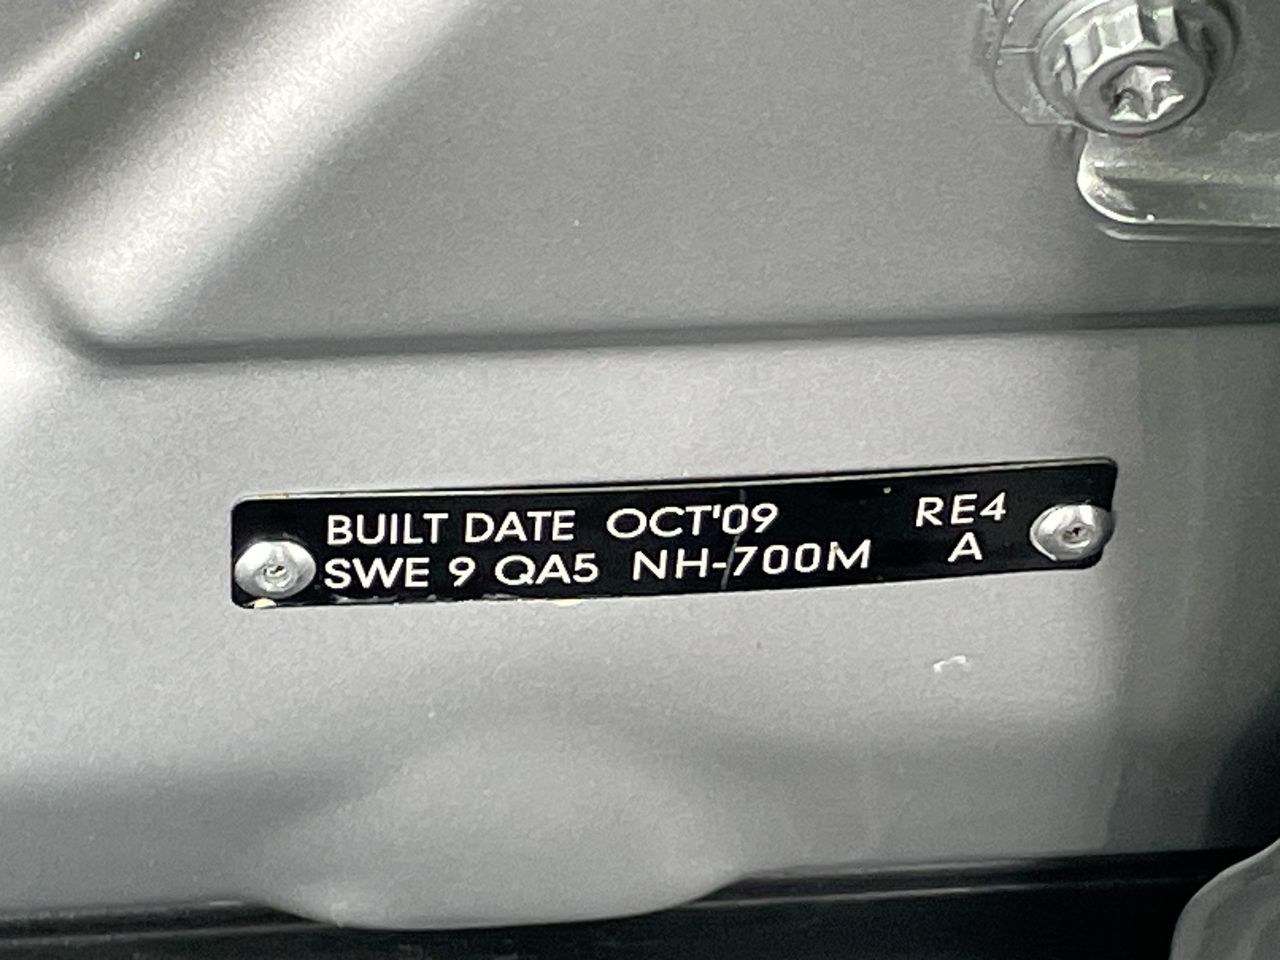 BUILT DATE OCT'09 RE4
SWE 9 QA5 NH-700M A